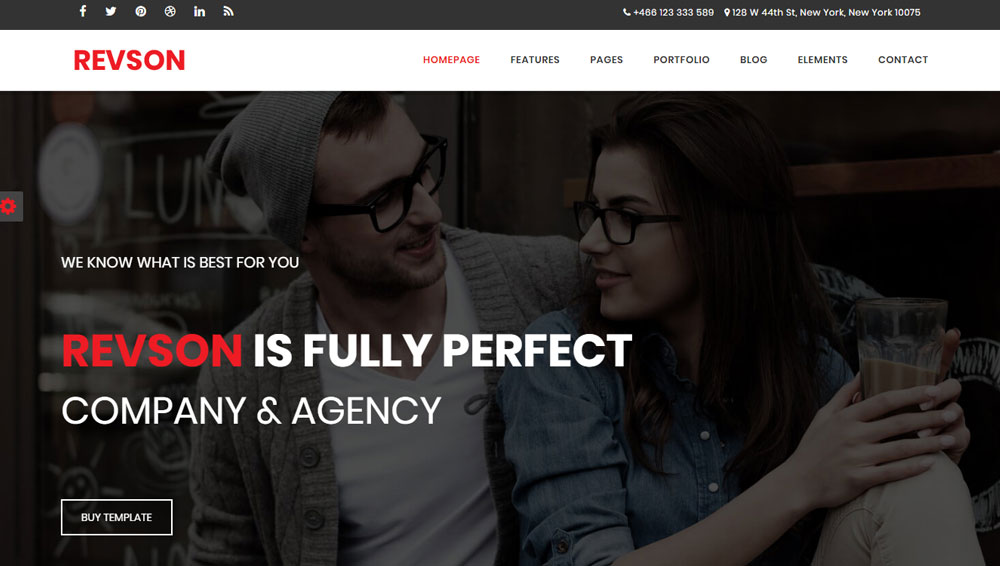 +466 123 333 589 128 W 44th St, New York, New York 10075
REVSON HOMEPAGE FEATURES PAGES PORTFOLIO BLOG ELEMENTS CONTACT
LUN
WE KNOW WHAT IS BEST FOR YOU
REVSON IS FULLY PERFECT
COMPANY & AGENCY
BUY TEMPLATE